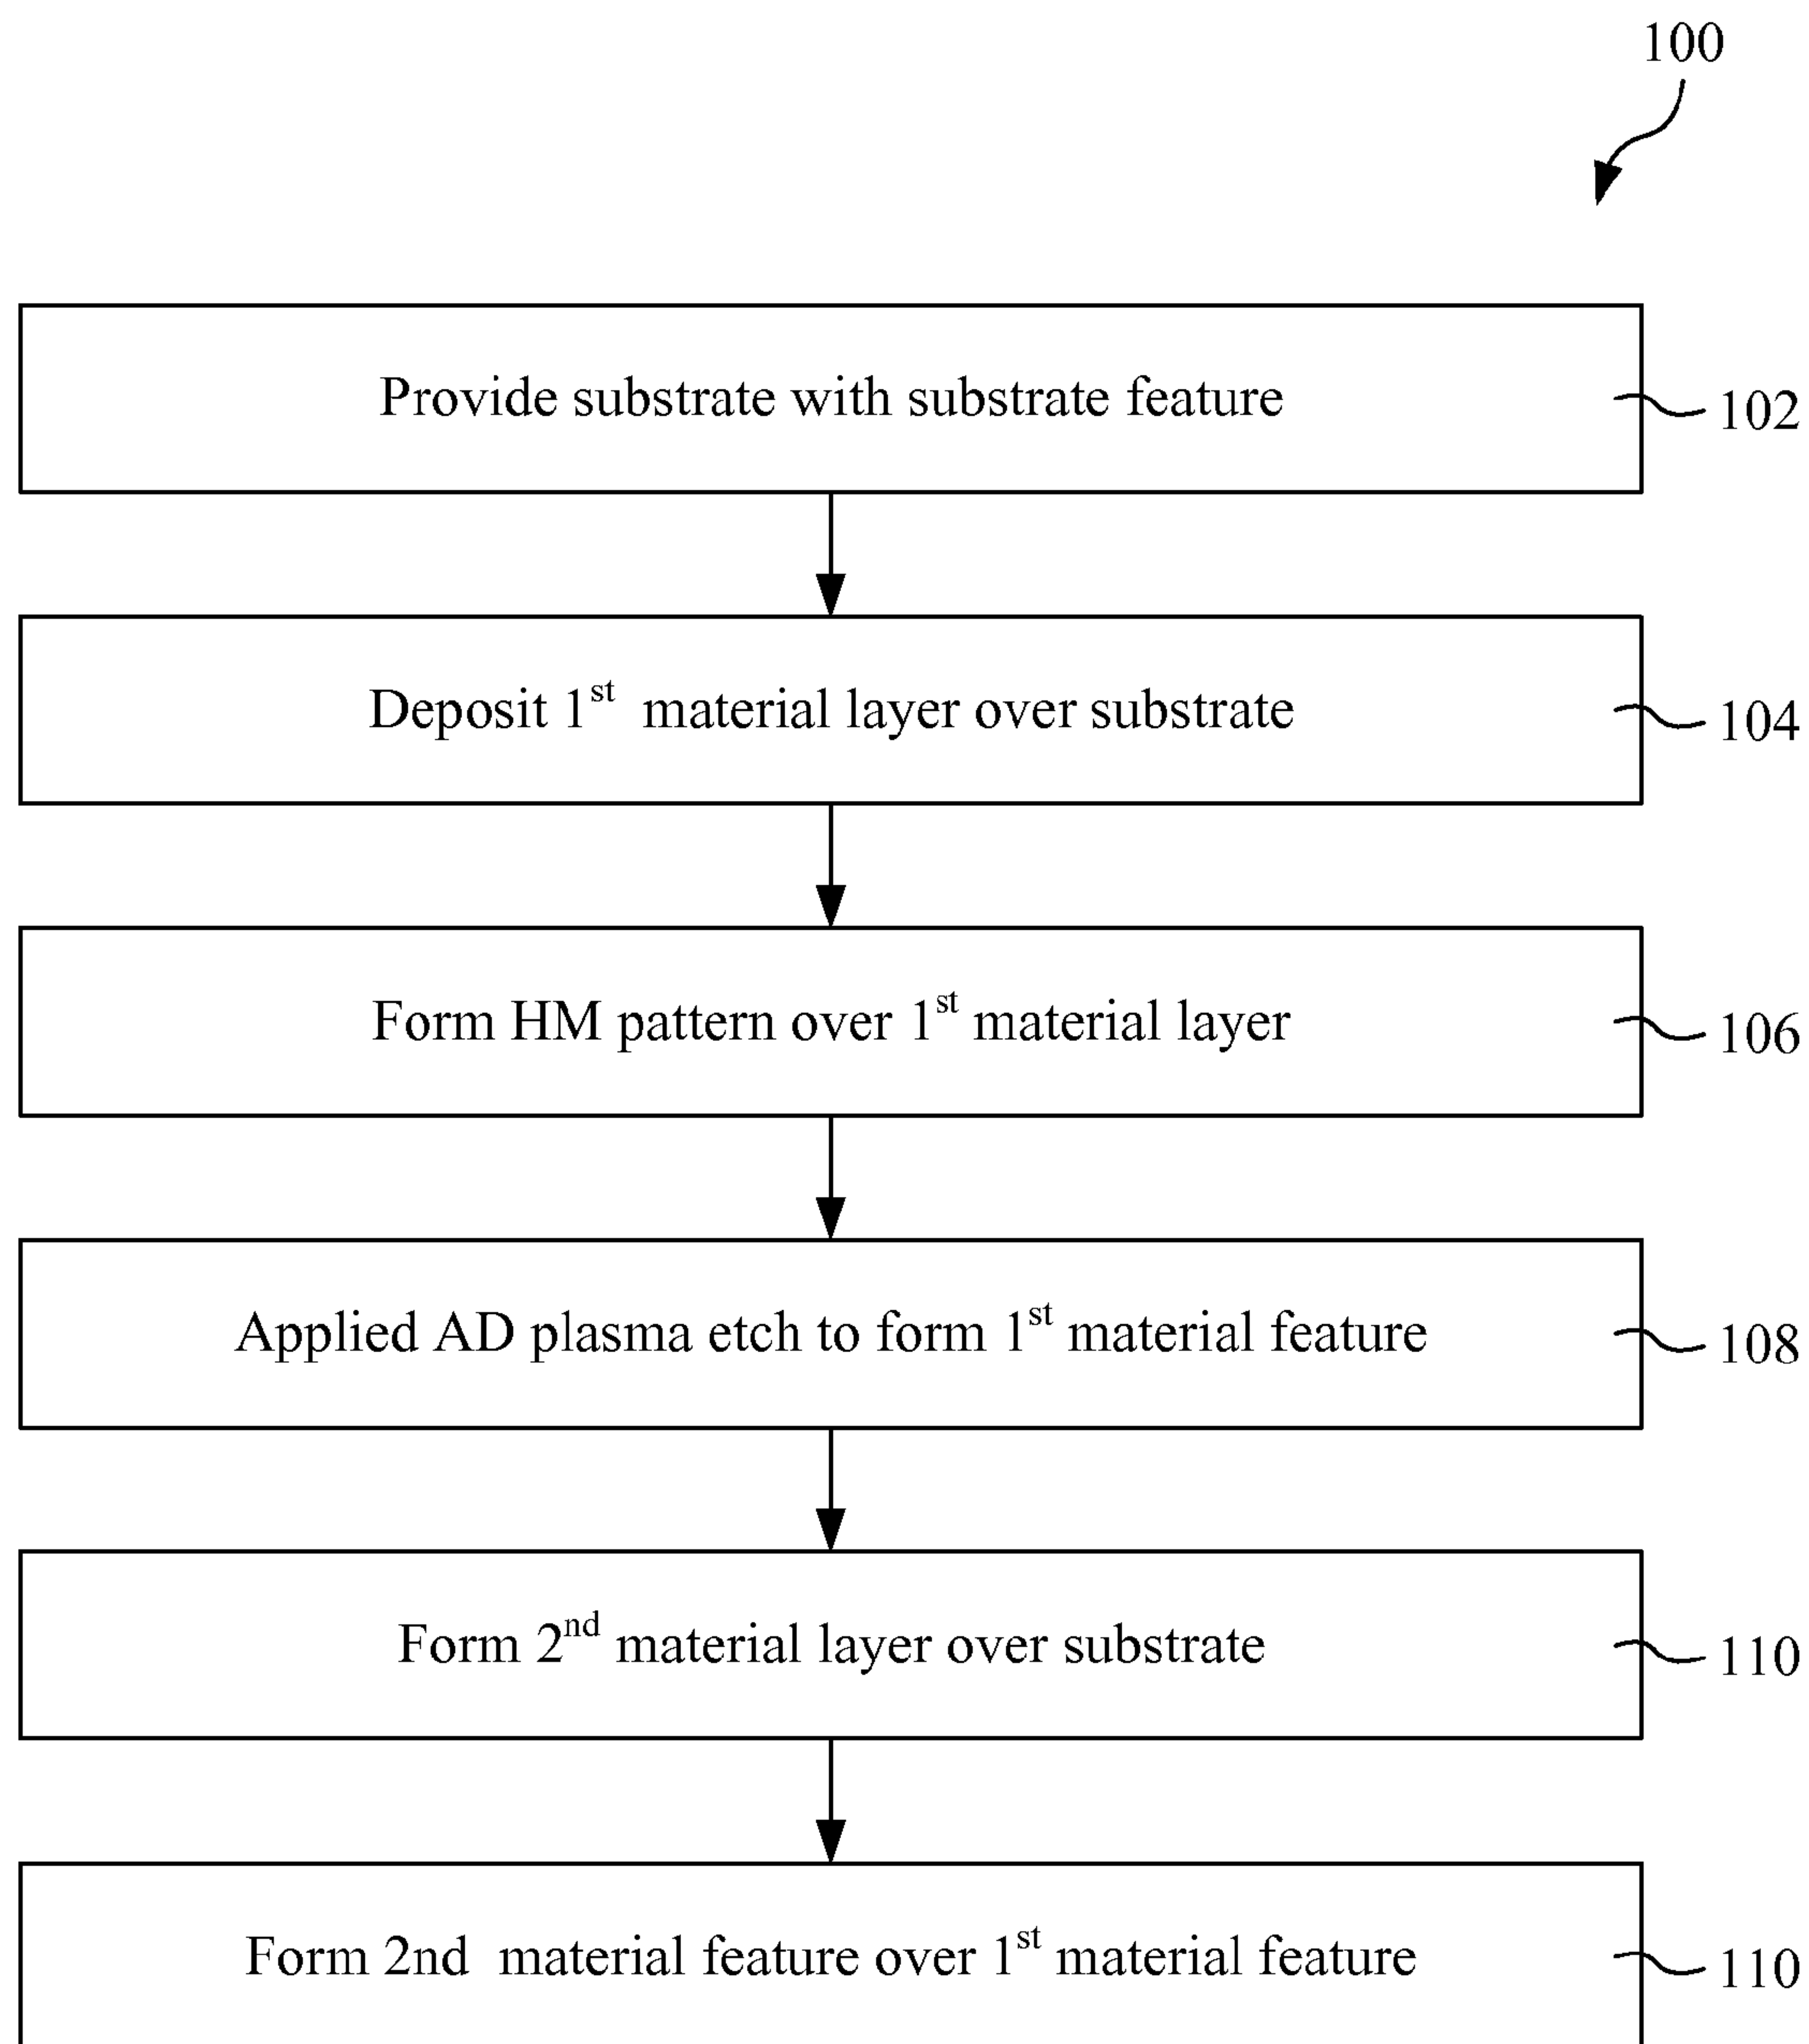 100
Provide substrate with substrate feature
102
Deposit 1st material layer over substrate
104
Form HM pattern over 1st material layer
106
Applied AD plasma etch to form 1st material feature
108
Form 2nd material layer over substrate
110
Form 2nd material feature over 1st material feature
110